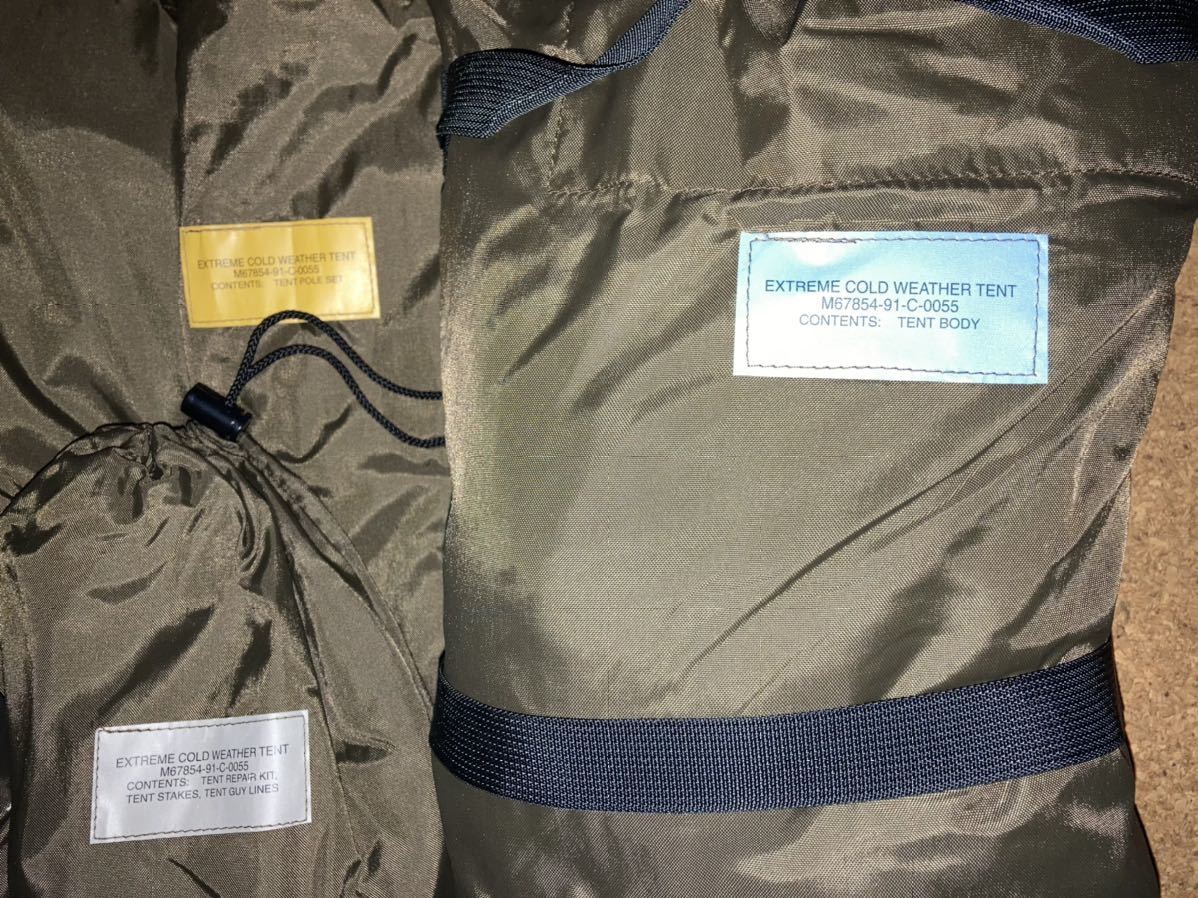 EXTREME COLD WEATHER TENT
M67854-91-C-0055
CONTENTS: TENT POLE SET
EXTREME COLD WEATHER TENT
M67854-91-C-0055
CONTENTS: TENT BODY
EXTREME COLD WEATHER TENT
M67854-91-C-0055
CONTENTS: TENT REPAIR KIT,
TENT STAKES, TENT GUY LINES